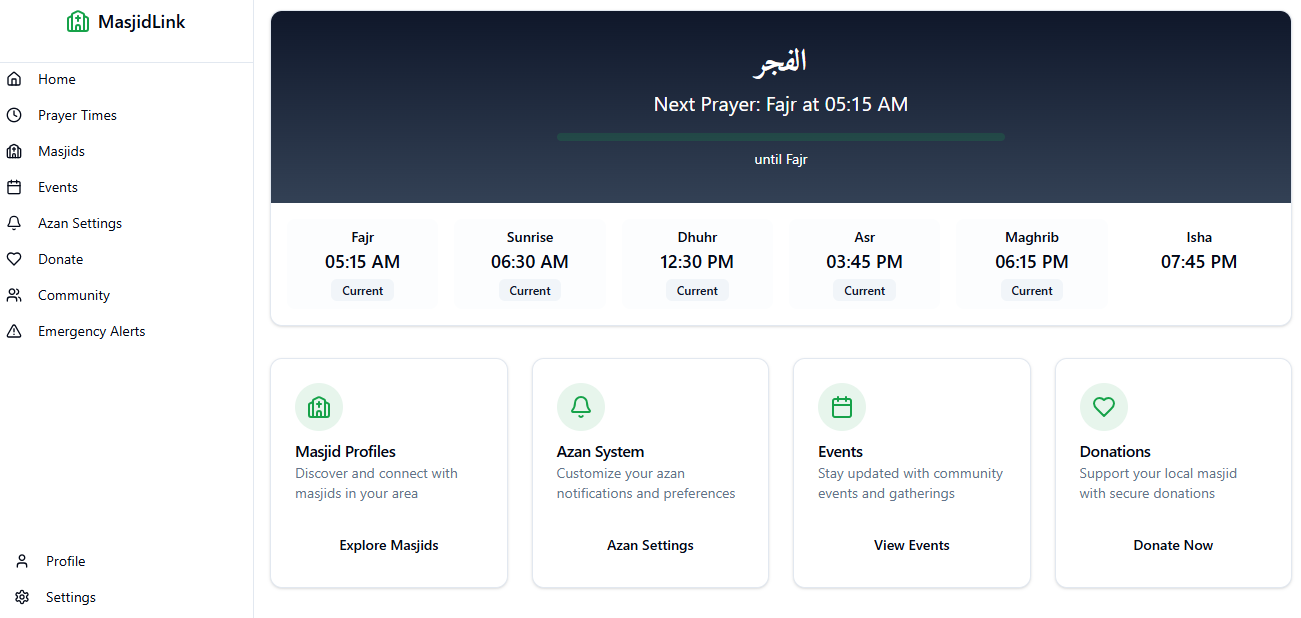 MasjidLink
Home
Prayer Times
Masjids
Events
Azan Settings
Donate
Community
Emergency Alerts
Profile
Settings
الفجر
Next Prayer: Fajr at 05:15 AM
until Fajr
Fajr
05:15 AM
Current
Sunrise
06:30 AM
Current
Dhuhr
12:30 PM
Current
Asr
03:45 PM
Current
Maghrib
06:15 PM
Current
Isha
07:45 PM
Masjid Profiles
Discover and connect with
masjids in your area
Explore Masjids
Azan System
Customize your azan
notifications and preferences
Azan Settings
Events
Stay updated with community
events and gatherings
View Events
Donations
Support your local masjid
with secure donations
Donate Now